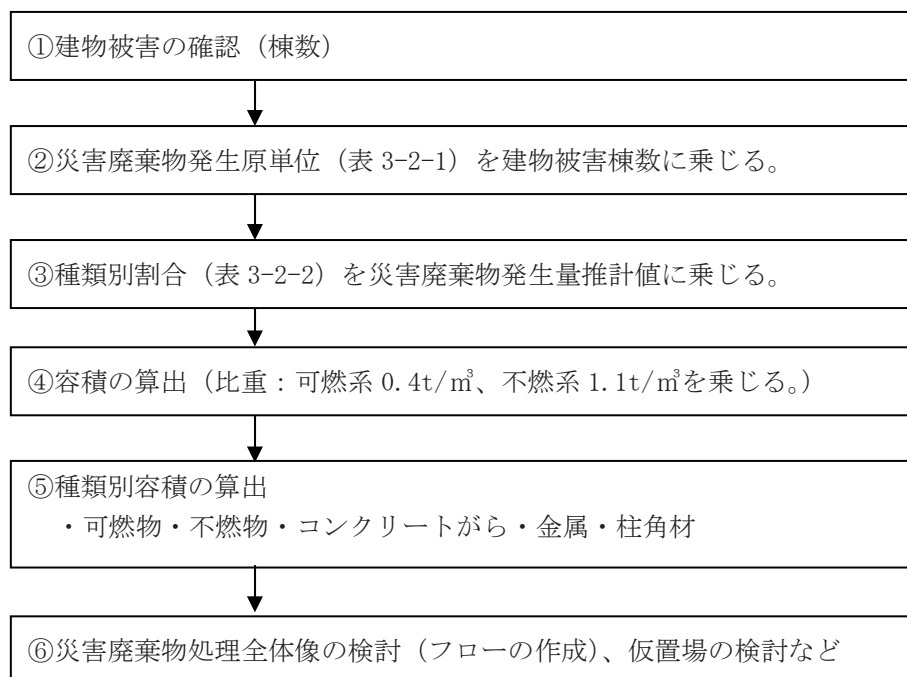 ①建物被害の確認（棟数）
②災害廃棄物発生原単位（表 3-2-1）を建物被害棟数に乗じる。
③種類別割合（表 3-2-2）を災害廃棄物発生量推計値に乗じる。
④容積の算出（比重：可燃系 0.4t/㎥、不燃系 1.1t/㎥を乗じる。）
⑤種類別容積の算出
・可燃物・不燃物・コンクリートがら・金属・柱角材
⑥災害廃棄物処理全体像の検討（フローの作成）、仮置場の検討など